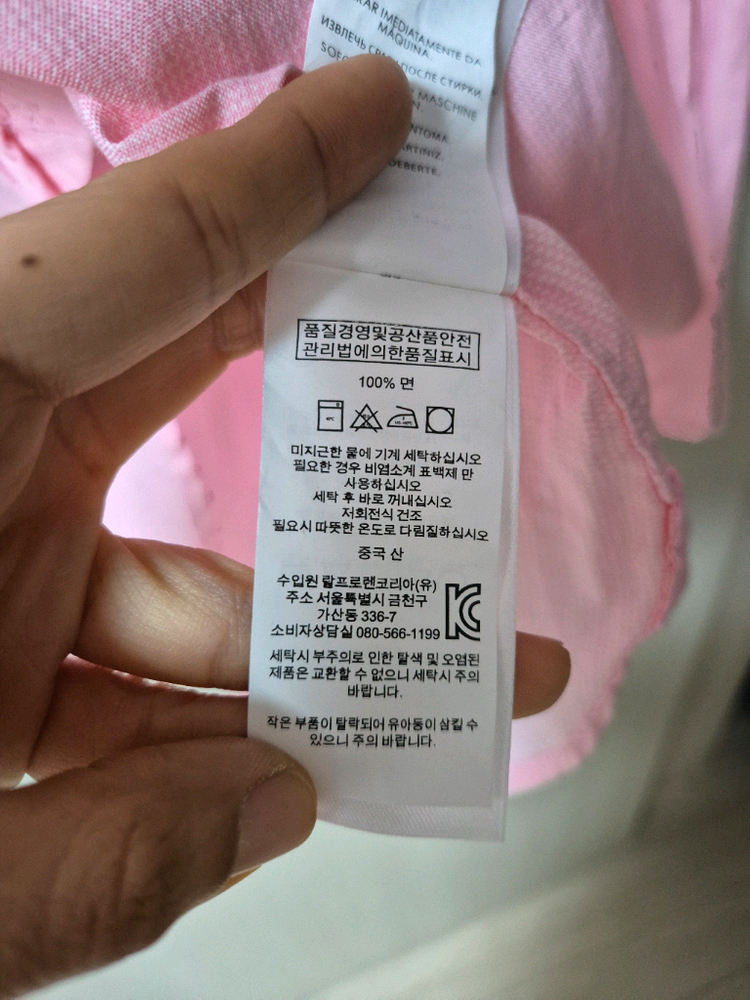 RAR IMEDIATAMENTE DA
MÁQUINA
ИЗВЛЕЧЬ СРАЗУ ПОСЛЕ СТИРКИ
MASCHINE
품질경영및공산품안전
관리법에의한품질표시
100% 면
40℃
미지근한 물에 기계 세탁하십시오
필요한 경우 비염소계 표백제 만
사용하십시오
세탁 후 바로 꺼내십시오
저회전식 건조
필요시 따뜻한 온도로 다림질하십시오
중국 산
수입원 랄프로렌코리아(유)
주소 서울특별시 금천구
가산동 336-7
소비자상담실 080-566-1199
세탁시 부주의로 인한 탈색 및 오염된
제품은 교환할 수 없으니 세탁시 주의
바랍니다.
작은 부품이 탈락되어 유아동이 삼킬 수
있으니 주의 바랍니다.